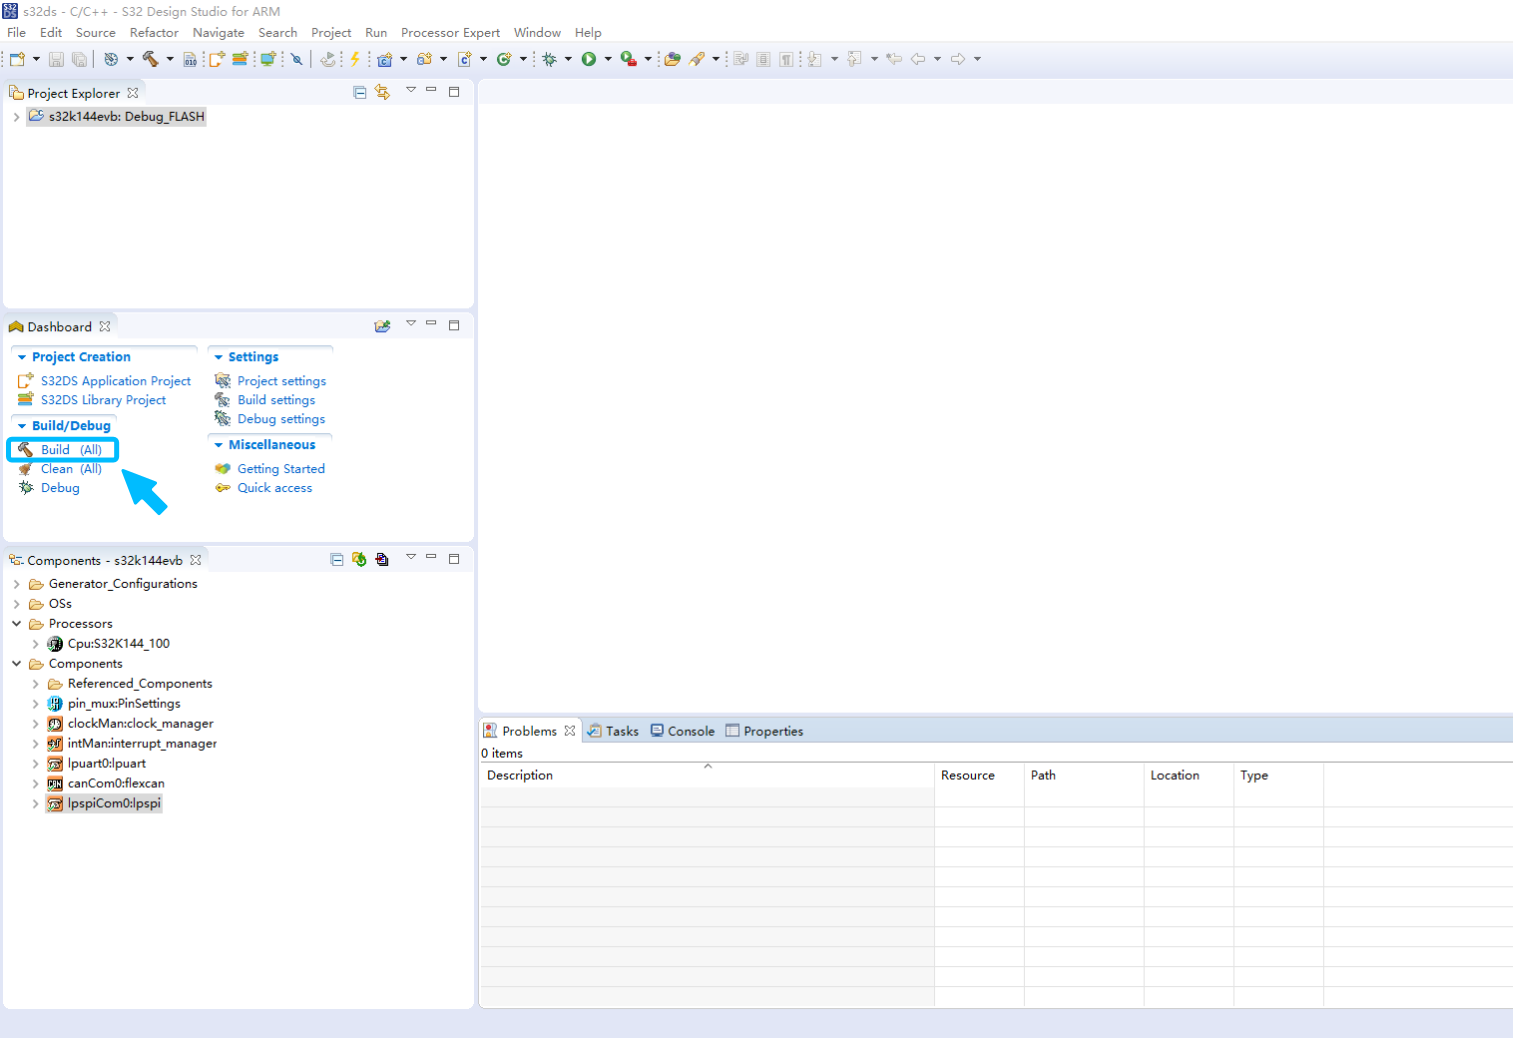 s32ds - C/C++ - S32 Design Studio for ARM
File Edit Source Refactor Navigate Search Project Run Processor Expert Window Help
Project Explorer
s32k144evb: Debug_FLASH
Dashboard
Project Creation
S32DS Application Project
S32DS Library Project
Build/Debug
Build (All)
Clean (All)
Debug
Settings
Project settings
Build settings
Debug settings
Miscellaneous
Getting Started
Quick access
Components - s32k144evb
Generator_Configurations
OSs
Processors
Cpu:S32K144_100
Components
Referenced_Components
pin_mux:PinSettings
clockMan:clock_manager
intMan:interrupt_manager
lpuart0:lpuart
canCom0:flexcan
lpspiCom0:lpspi
Problems Tasks Console Properties
0 items
Description Resource Path Location Type